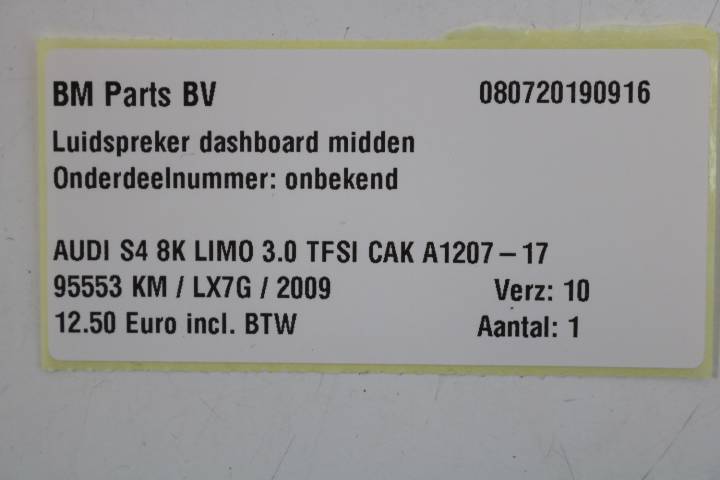 BM Parts BV 080720190916
Luidspreker dashboard midden
Onderdeelnummer: onbekend
AUDI S4 8K LIMO 3.0 TFSI CAK A1207-17
95553 KM / LX7G / 2009 Verz: 10
12.50 Euro incl. BTW Aantal: 1